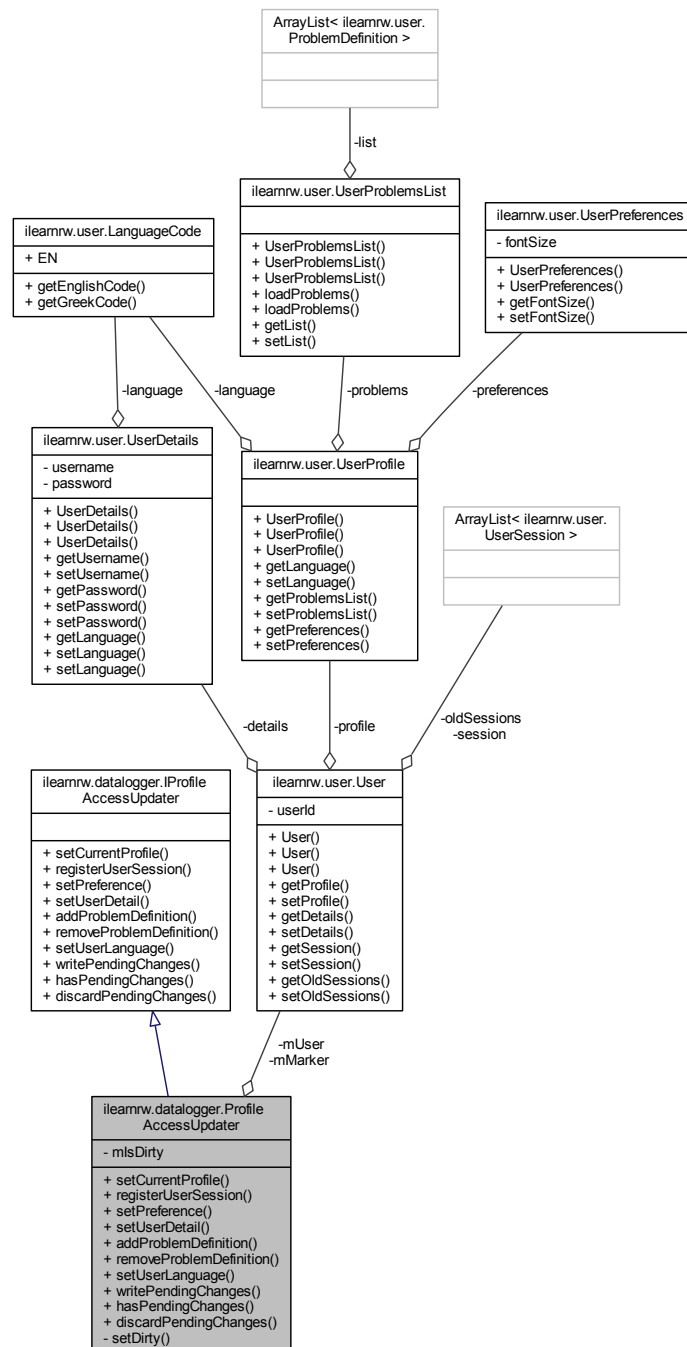 ArrayList< ilearnrw.user.
ProblemDefinition >
-list
ilearnrw.user.UserProblemsList
+ UserProblemsList()
+ UserProblemsList()
+ UserProblemsList()
+ loadProblems()
+ loadProblems()
+ getList()
+ setList()
ilearnrw.user.UserPreferences
- fontSize
+ UserPreferences()
+ UserPreferences()
+ getFontSize()
+ setFontSize()
ilearnrw.user.LanguageCode
+ EN
+ getEnglishCode()
+ getGreekCode()
-language
-language
-problems
-preferences
ilearnrw.user.UserDetails
- username
- password
+ UserDetails()
+ UserDetails()
+ UserDetails()
+ getUsername()
+ setUsername()
+ getPassword()
+ setPassword()
+ setPassword()
+ getLanguage()
+ setLanguage()
+ setLanguage()
ilearnrw.user.UserProfile
+ UserProfile()
+ UserProfile()
+ UserProfile()
+ getLanguage()
+ setLanguage()
+ getProblemsList()
+ setProblemsList()
+ getPreferences()
+ setPreferences()
ArrayList< ilearnrw.user.
UserSession >
-details
-profile
-oldSessions
-session
ilearnrw.datalogger.IProfile
AccessUpdater
+ setCurrentProfile()
+ registerUserSession()
+ setPreference()
+ setUserDetail()
+ addProblemDefinition()
+ removeProblemDefinition()
+ setUserLanguage()
+ writePendingChanges()
+ hasPendingChanges()
+ discardPendingChanges()
ilearnrw.user.User
- userId
+ User()
+ User()
+ User()
+ getProfile()
+ setProfile()
+ getDetails()
+ setDetails()
+ getSession()
+ setSession()
+ getOldSessions()
+ setOldSessions()
-mUser
-mMarker
ilearnrw.datalogger.Profile
AccessUpdater
- mIsDirty
+ setCurrentProfile()
+ registerUserSession()
+ setPreference()
+ setUserDetail()
+ addProblemDefinition()
+ removeProblemDefinition()
+ setUserLanguage()
+ writePendingChanges()
+ hasPendingChanges()
+ discardPendingChanges()
- setDirty()